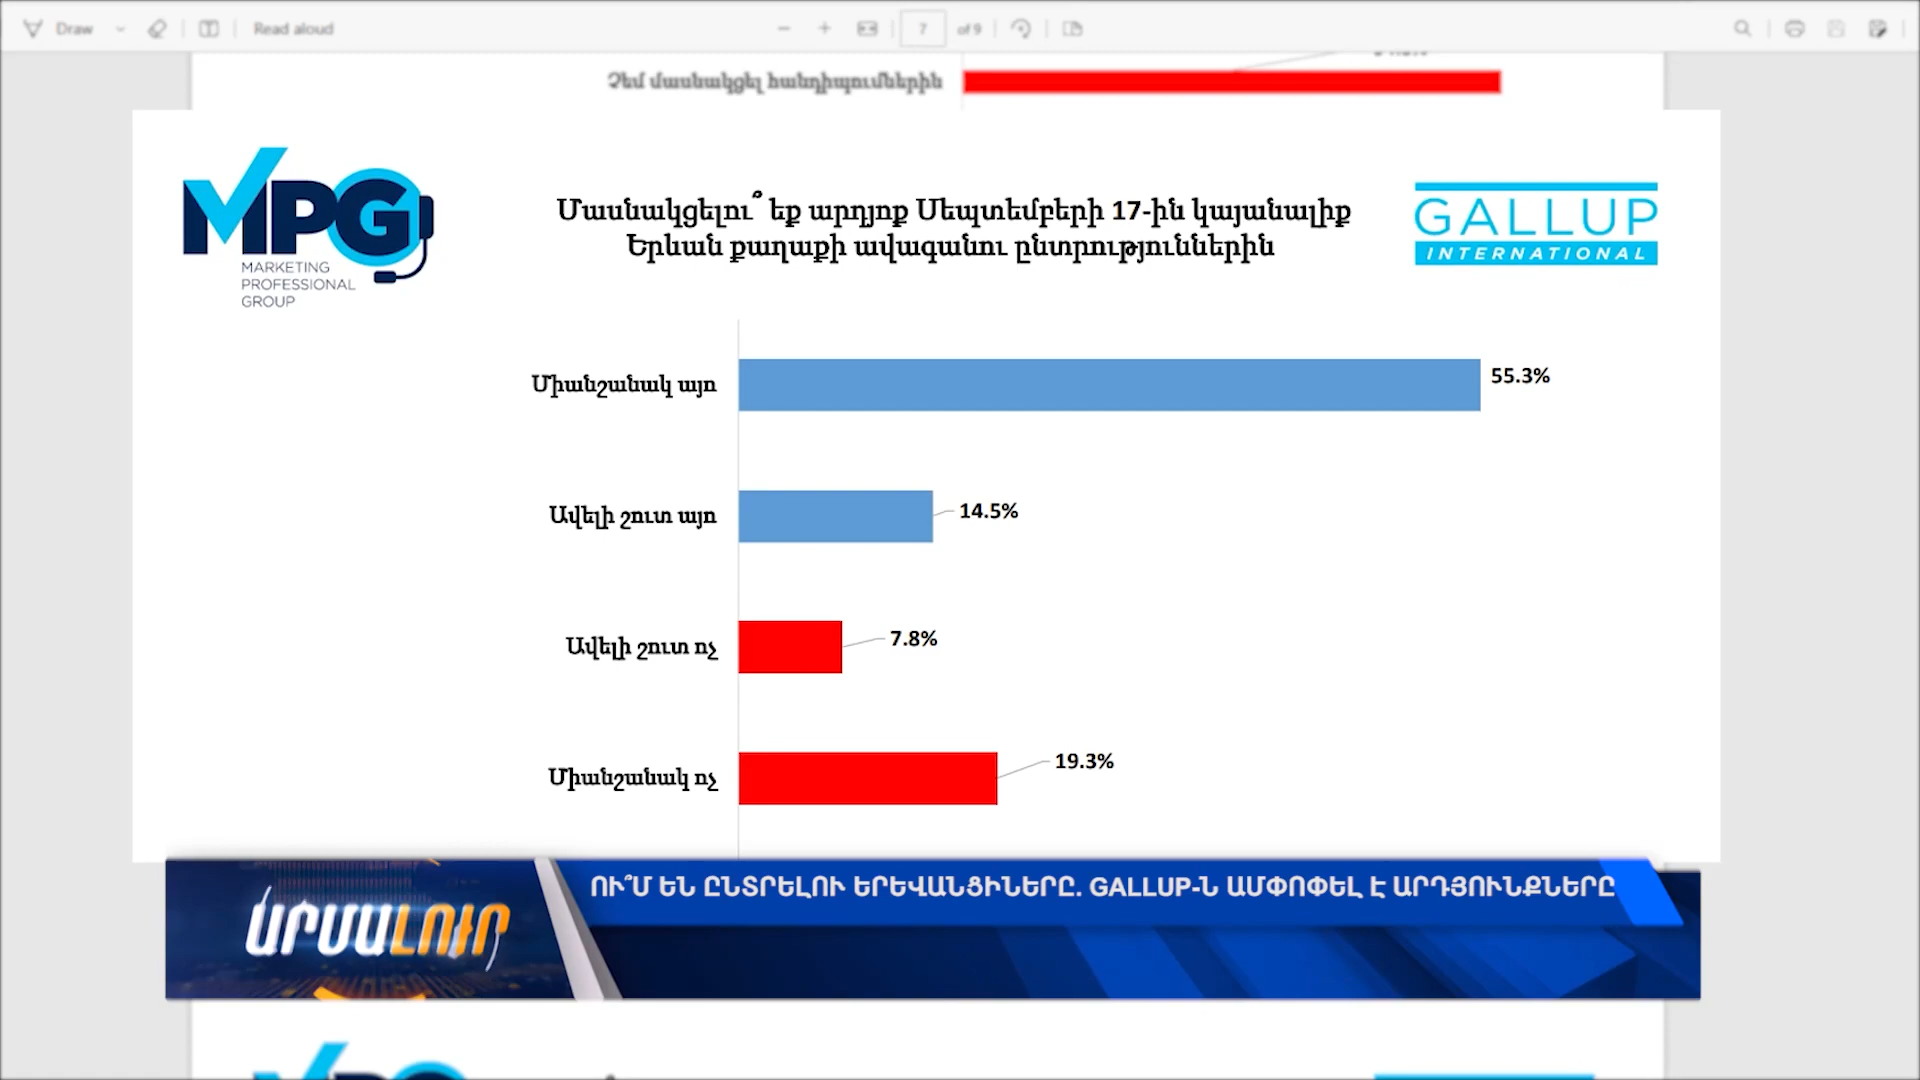 Draw
Read aloud
7
of 9
Չեմ մասնակցել հանդիպումներին
MPG
MARKETING
PROFESSIONAL
GROUP
Մասնակցելու՞ եք արդյոք Սեպտեմբերի 17-ին կայանալիք
Երևան քաղաքի ավագանու ընտրություններին
GALLUP
INTERNATIONAL
Միանշանակ այո
55.3%
Ավելի շուտ այո
14.5%
Ավելի շուտ ոչ
7.8%
Միանշանակ ոչ
19.3%
ԱՐՄԱԼՈՒՐ
ՈՒ՞Մ ԵՆ ԸՆՏՐԵԼՈՒ ԵՐԵՎԱՆՑԻՆԵՐԸ. GALLUP-Ն ԱՄՓՈՓԵԼ Է ԱՐԴՅՈՒՆՔՆԵՐԸ